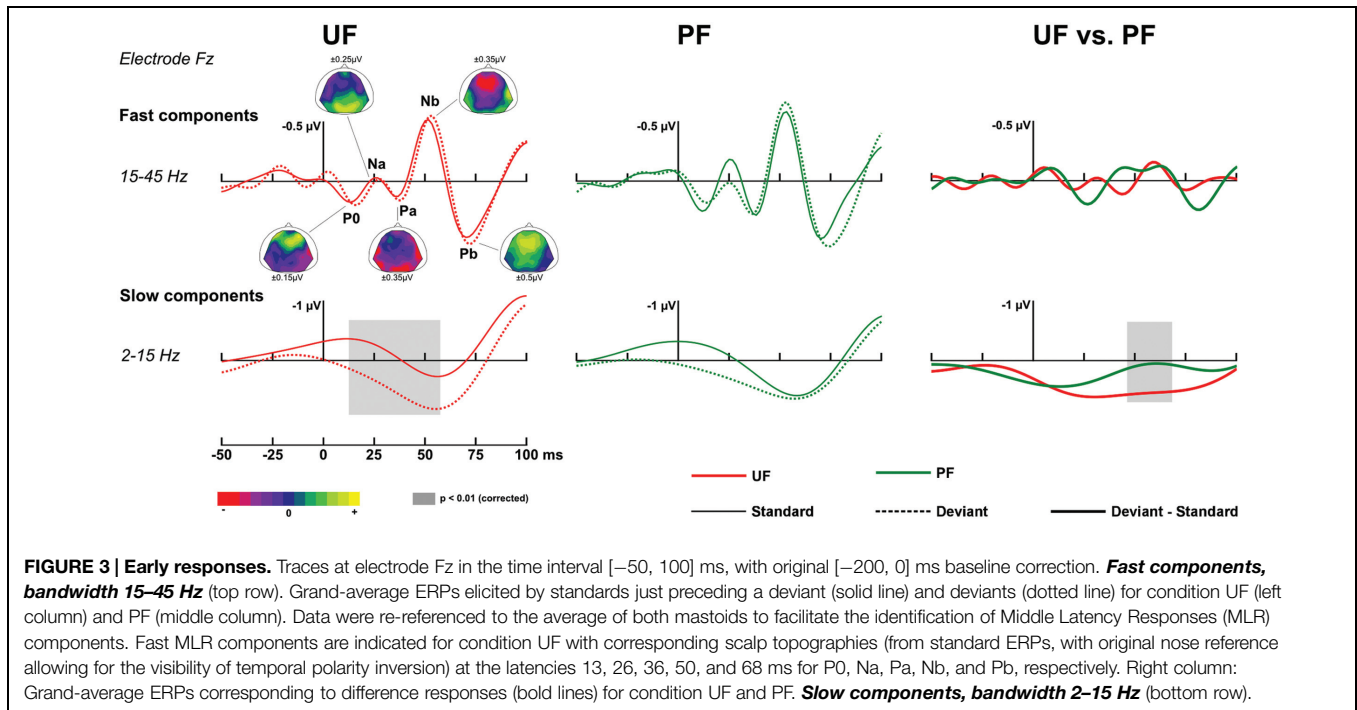 UF PF UF vs. PF
Electrode Fz
±0.25µV ±0.35µV
Fast components
Nb
-0.5 µV -0.5 µV -0.5 µV
Na
15-45 Hz
P0 Pa
Pb
±0.15µV ±0.35µV ±0.5µV
Slow components
-1 µV -1 µV -1 µV
2-15 Hz
-50 -25 0 25 50 75 100 ms
UF PF
- 0 + p < 0.01 (corrected)
Standard Deviant Deviant - Standard
FIGURE 3 | Early responses. Traces at electrode Fz in the time interval [−50, 100] ms, with original [−200, 0] ms baseline correction. Fast components,
bandwidth 15–45 Hz (top row). Grand-average ERPs elicited by standards just preceding a deviant (solid line) and deviants (dotted line) for condition UF (left
column) and PF (middle column). Data were re-referenced to the average of both mastoids to facilitate the identification of Middle Latency Responses (MLR)
components. Fast MLR components are indicated for condition UF with corresponding scalp topographies (from standard ERPs, with original nose reference
allowing for the visibility of temporal polarity inversion) at the latencies 13, 26, 36, 50, and 68 ms for P0, Na, Pa, Nb, and Pb, respectively. Right column:
Grand-average ERPs corresponding to difference responses (bold lines) for condition UF and PF. Slow components, bandwidth 2–15 Hz (bottom row).